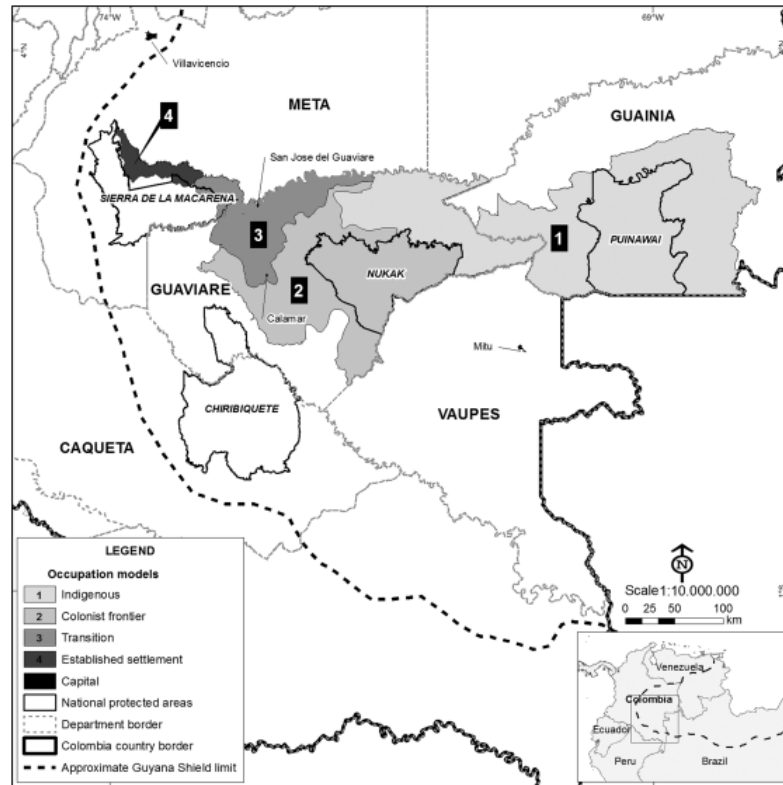 74°W
69°W
4°N
Villavicencio
META
4
GUAINIA
San Jose del Guaviare
SIERRA DE LA MACARENA
3
1
PUINAWAI
NUKAK
2
GUAVIARE
Calamar
Mitu
CHIRIBIQUETE
VAUPES
CAQUETA
LEGEND
Occupation models
1 Indigenous
2 Colonist frontier
3 Transition
4 Established settlement
Capital
National protected areas
Department border
Colombia country border
Approximate Guyana Shield limit
N
Scale1:10.000.000
0 25 50 100
km
Venezuela
Colombia
Ecuador
Peru
Brazil